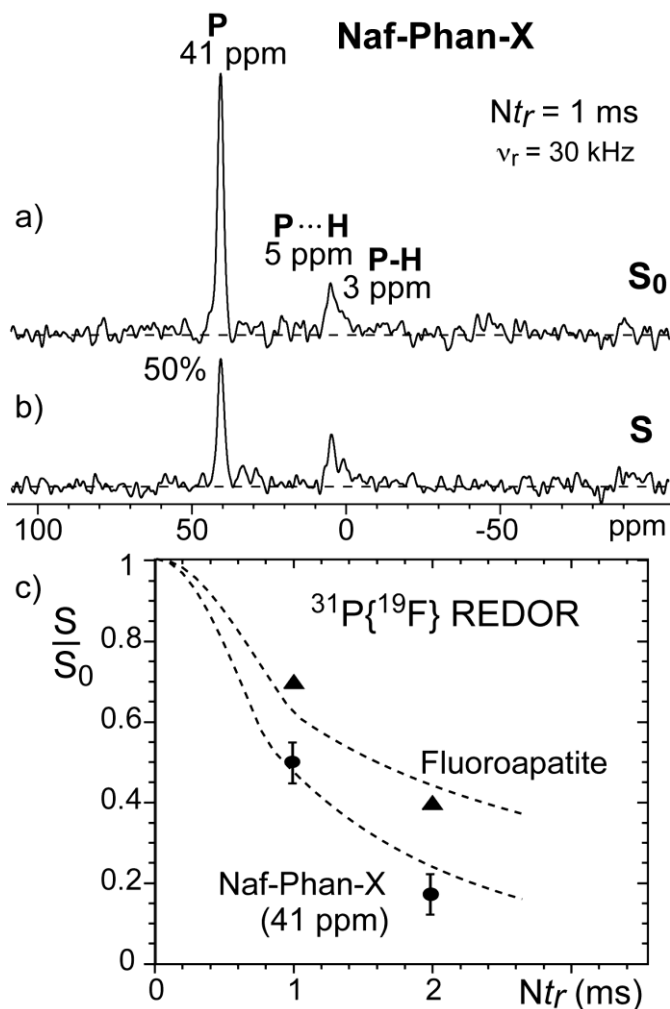 P
41 ppm
Naf-Phan-X
Ntr = 1 ms
νr = 30 kHz
a)
P···H
5 ppm
P-H
3 ppm
S0
50%
b)
S
100 50 0 -50 ppm
c)
S
S0
31P{19F} REDOR
1
0.8
0.6
0.4
0.2
0
Fluoroapatite
Naf-Phan-X
(41 ppm)
0 1 2 Ntr (ms)